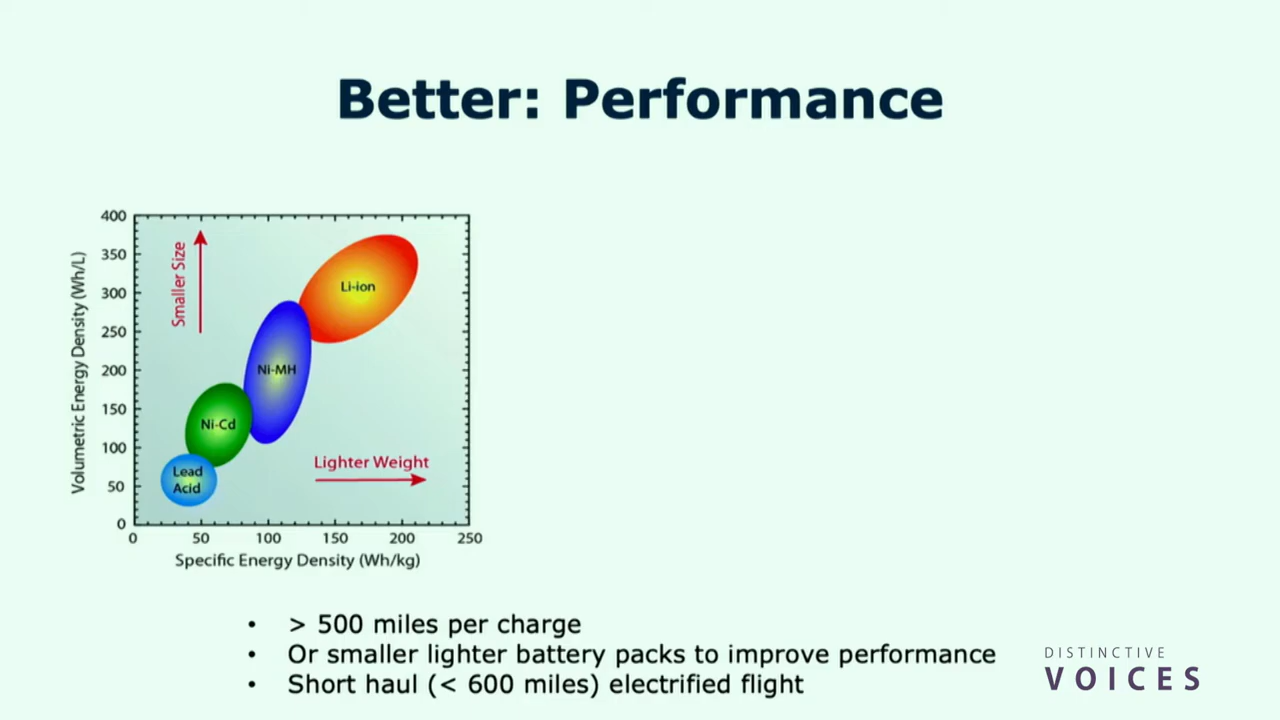 Better: Performance
400
350
300
250
200
150
100
50
0
Volumetric Energy Density (Wh/L)
Smaller Size
Li-ion
Ni-MH
Ni-Cd
Lead
Acid
Lighter Weight
0 50 100 150 200 250
Specific Energy Density (Wh/kg)
• > 500 miles per charge
• Or smaller lighter battery packs to improve performance
• Short haul (< 600 miles) electrified flight
DISTINCTIVE
VOICES